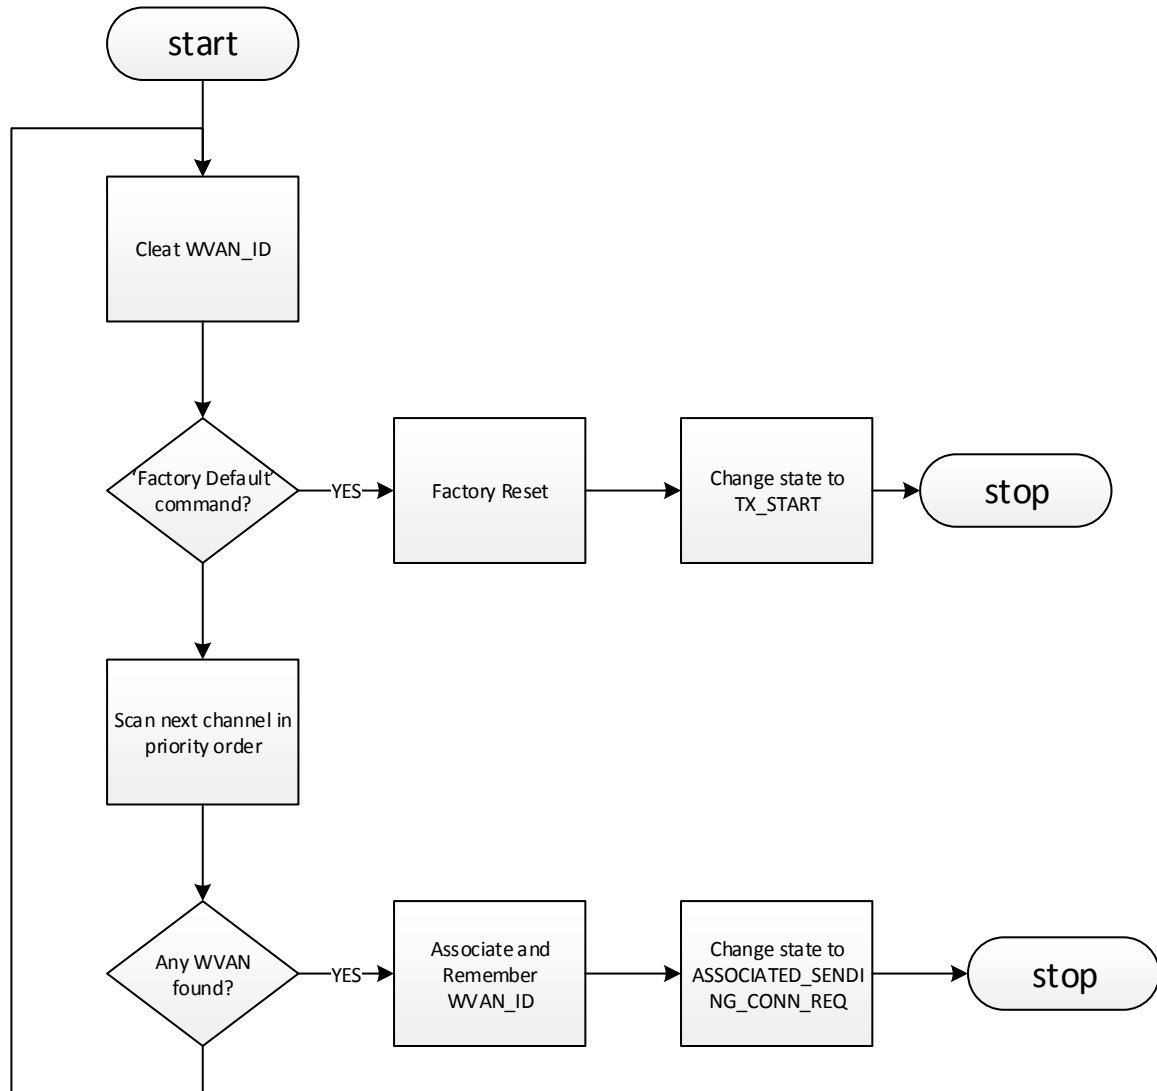 start
Cleat WVAN_ID
‘Factory Default’
command?
YES
Factory Reset
Change state to
TX_START
stop
Scan next channel in
priority order
Any WVAN
found?
YES
Associate and
Remember
WVAN_ID
Change state to
ASSOCIATED_SENDI
NG_CONN_REQ
stop